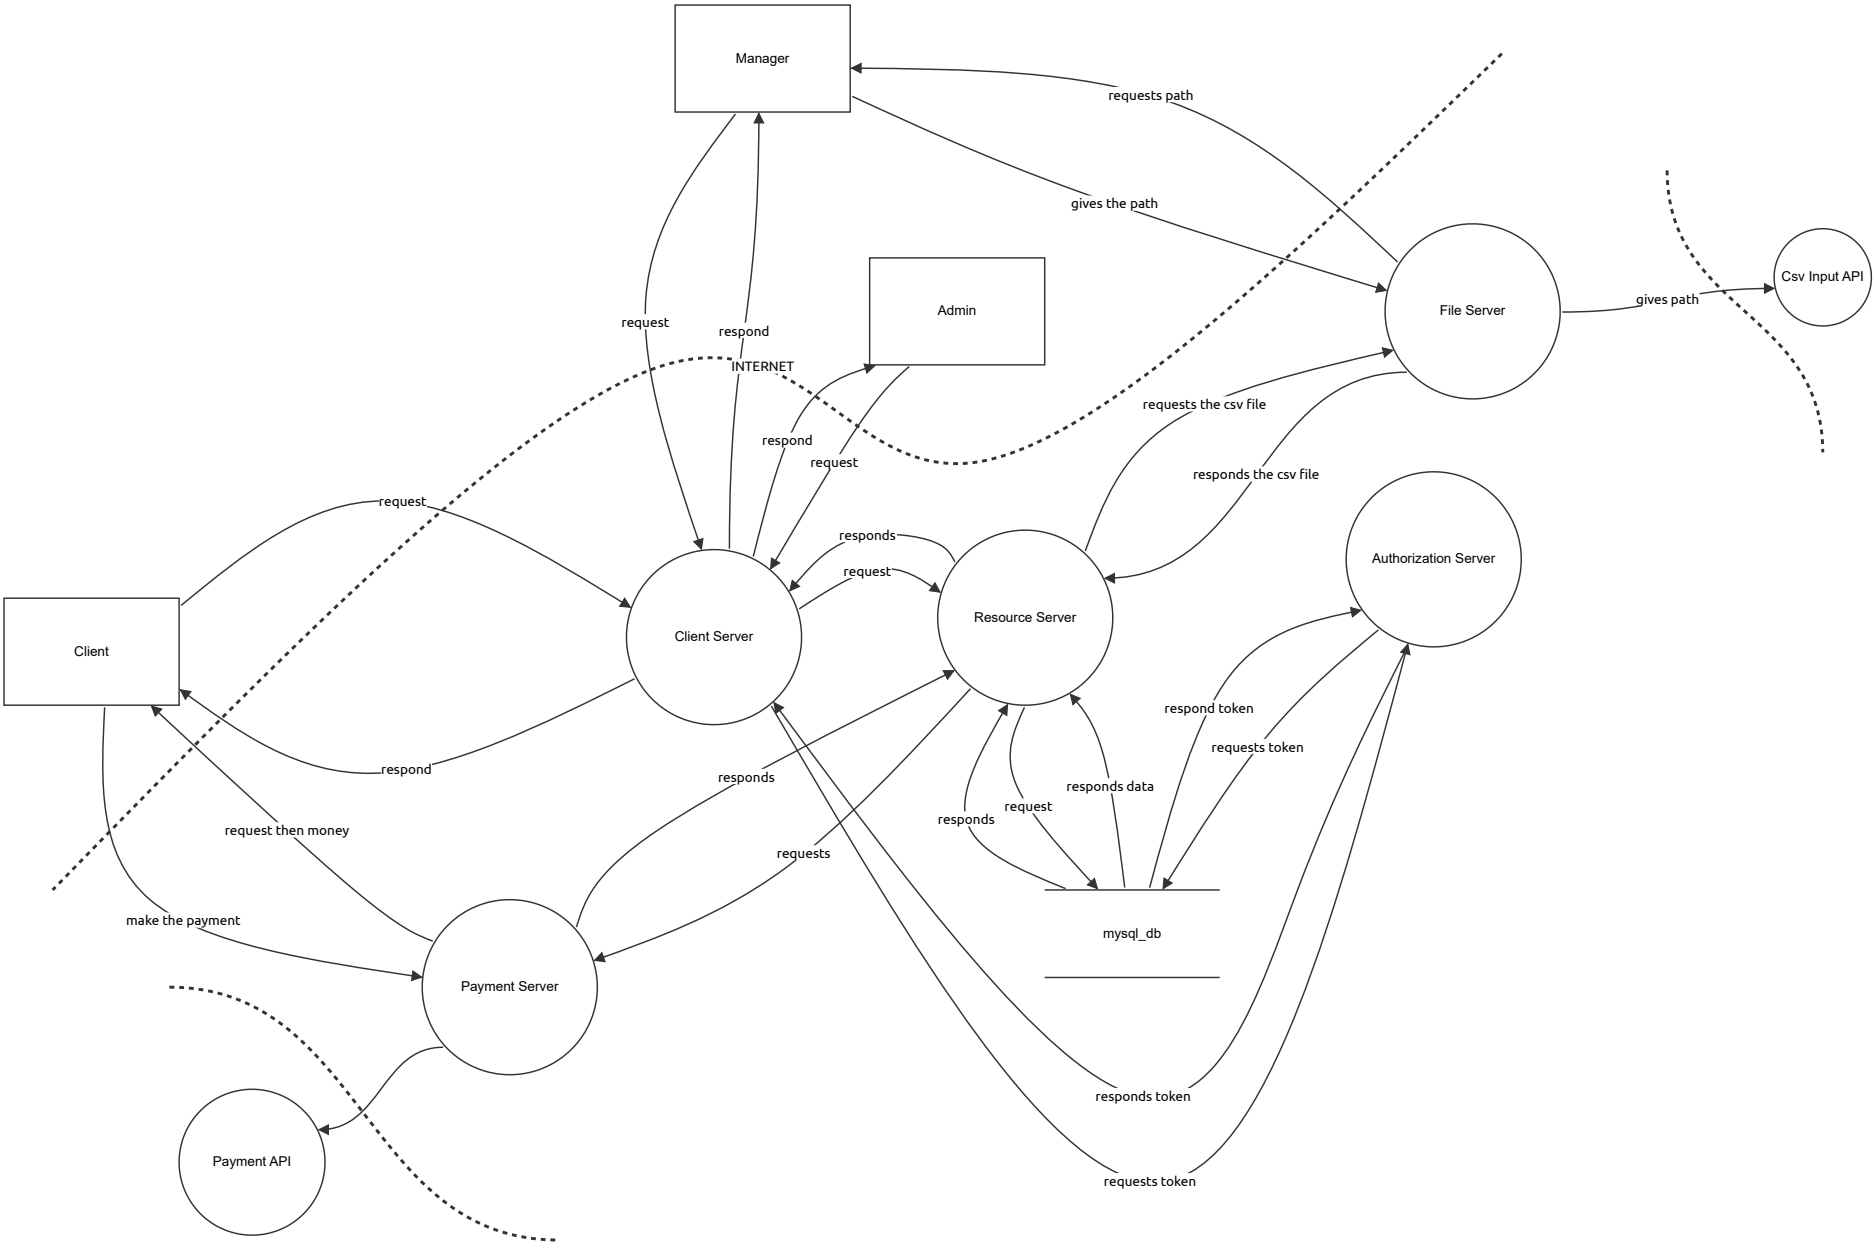 Manager
requests path
gives the path
Csv Input API
gives path
File Server
Admin
request
respond
INTERNET
requests the csv file
respond
request
responds the csv file
request
responds
request
Authorization Server
Resource Server
Client Server
Client
respond token
requests token
respond
responds
responds data
request
responds
request then money
requests
make the payment
mysql_db
Payment Server
responds token
Payment API
requests token